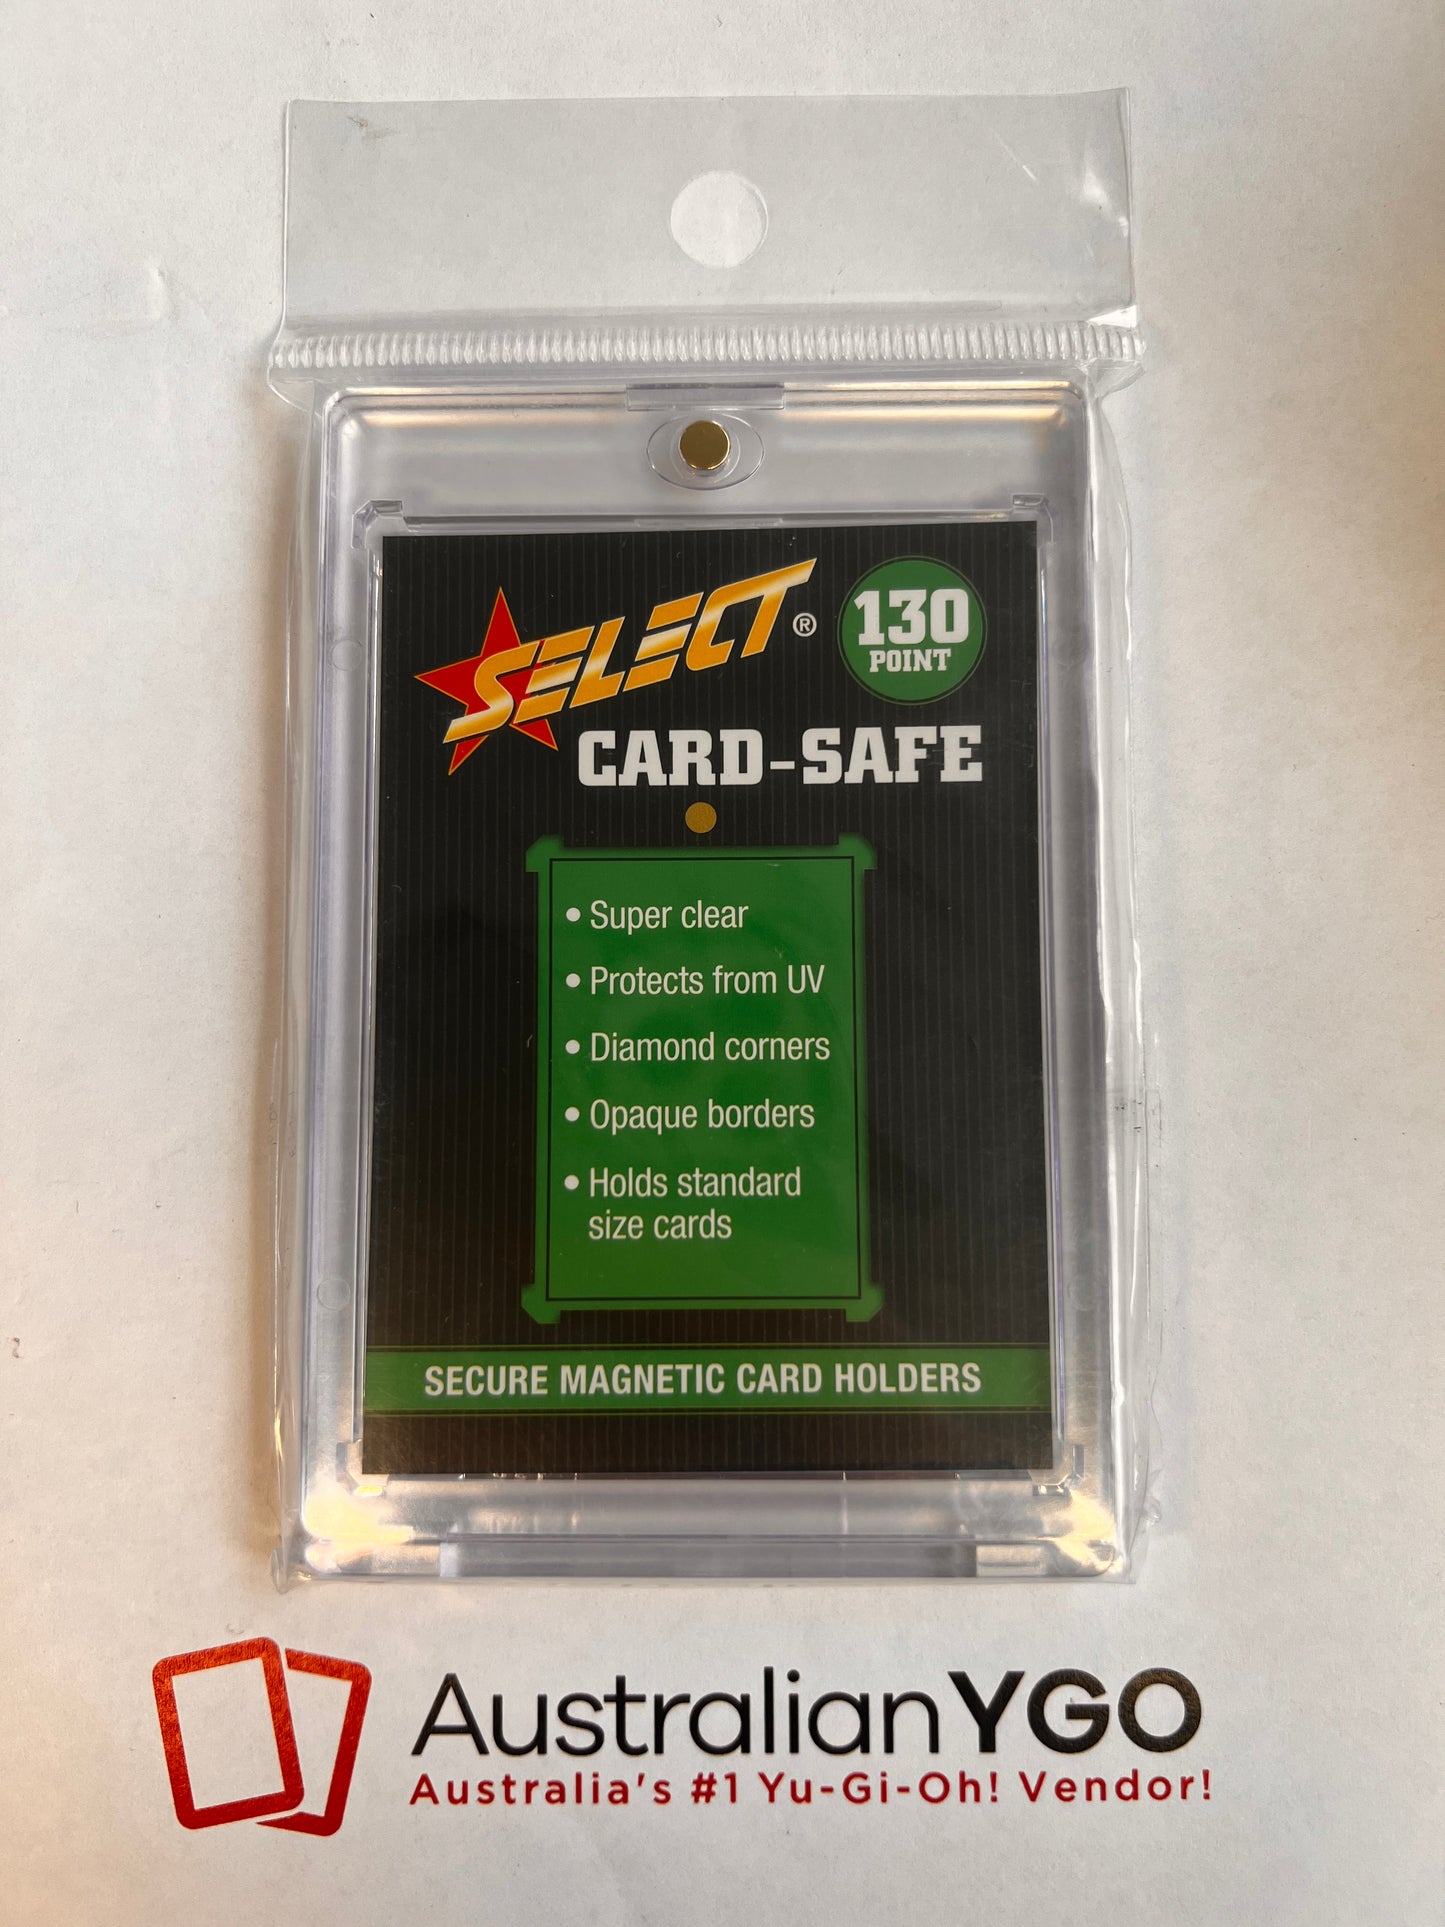 SELECT®
130
POINT
CARD-SAFE
• Super clear
• Protects from UV
• Diamond corners
• Opaque borders
• Holds standard
size cards
SECURE MAGNETIC CARD HOLDERS
AustralianYGO
Australia's #1 Yu-Gi-Oh! Vendor!